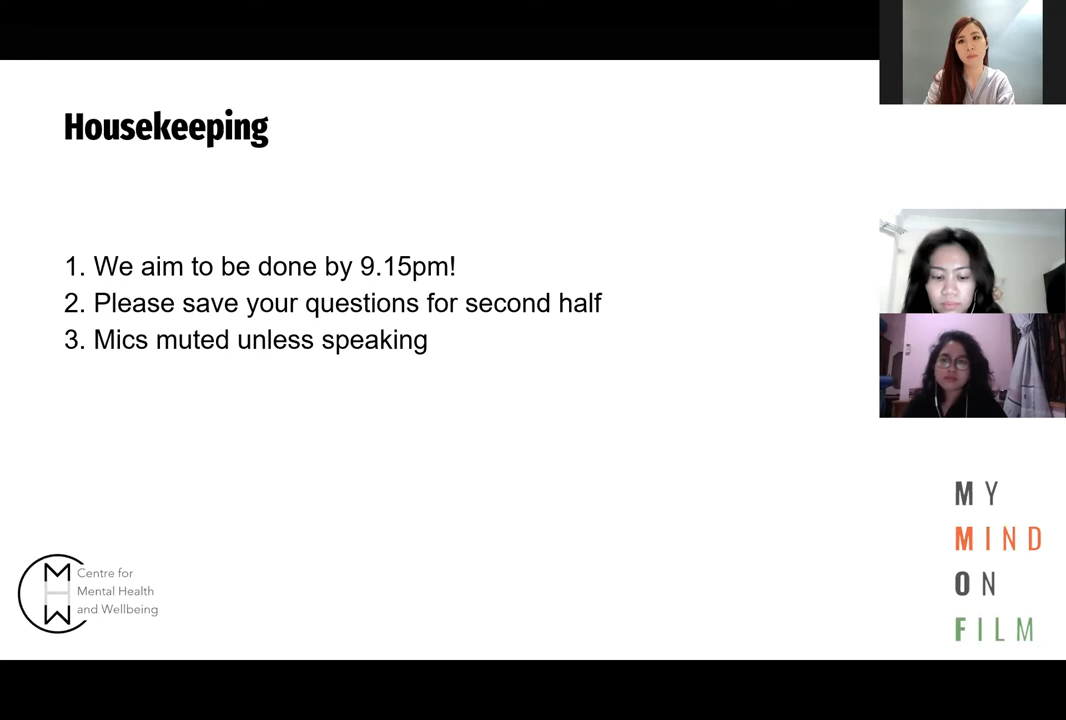 Housekeeping
1. We aim to be done by 9.15pm!
2. Please save your questions for second half
3. Mics muted unless speaking
MHW
Centre for
Mental Health
and Wellbeing
MY
MIND
ON
FILM